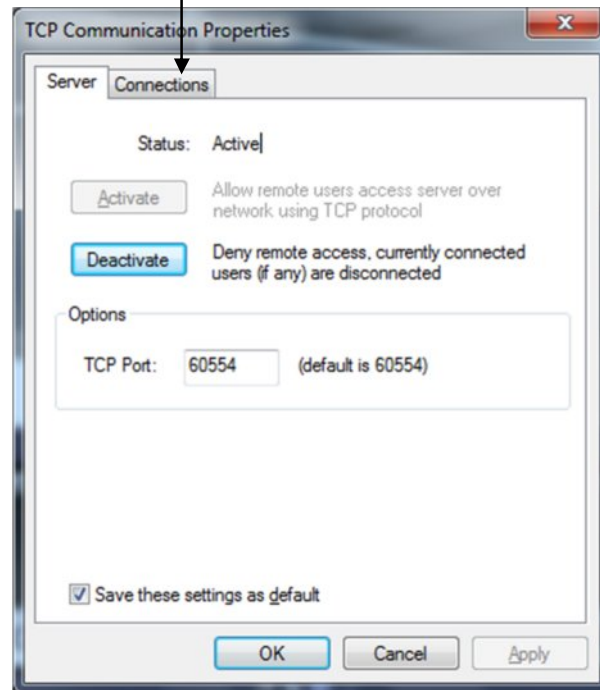 TCP Communication Properties
Server Connections
Status: Active
Activate Allow remote users access server over
network using TCP protocol
Deactivate Deny remote access, currently connected
users (if any) are disconnected
Options
TCP Port: 60554 (default is 60554)
Save these settings as default
OK Cancel Apply